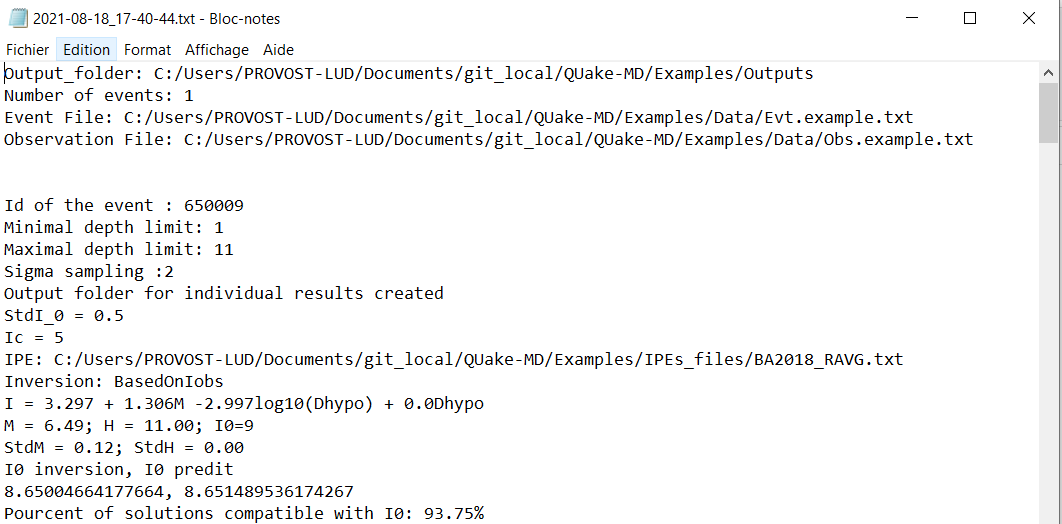 2021-08-18_17-40-44.txt - Bloc-notes
Fichier Edition Format Affichage Aide
Output_folder: C:/Users/PROVOST-LUD/Documents/git_local/QUake-MD/Examples/Outputs
Number of events: 1
Event File: C:/Users/PROVOST-LUD/Documents/git_local/QUake-MD/Examples/Data/Evt.example.txt
Observation File: C:/Users/PROVOST-LUD/Documents/git_local/QUake-MD/Examples/Data/Obs.example.txt
Id of the event : 650009
Minimal depth limit: 1
Maximal depth limit: 11
Sigma sampling :2
Output folder for individual results created
StdI_0 = 0.5
Ic = 5
IPE: C:/Users/PROVOST-LUD/Documents/git_local/QUake-MD/Examples/IPEs_files/BA2018_RAVG.txt
Inversion: BasedOnIobs
I = 3.297 + 1.306M -2.997log10(Dhypo) + 0.0Dhypo
M = 6.49; H = 11.00; I0=9
StdM = 0.12; StdH = 0.00
I0 inversion, I0 predit
8.65004664177664, 8.651489536174267
Pourcent of solutions compatible with I0: 93.75%